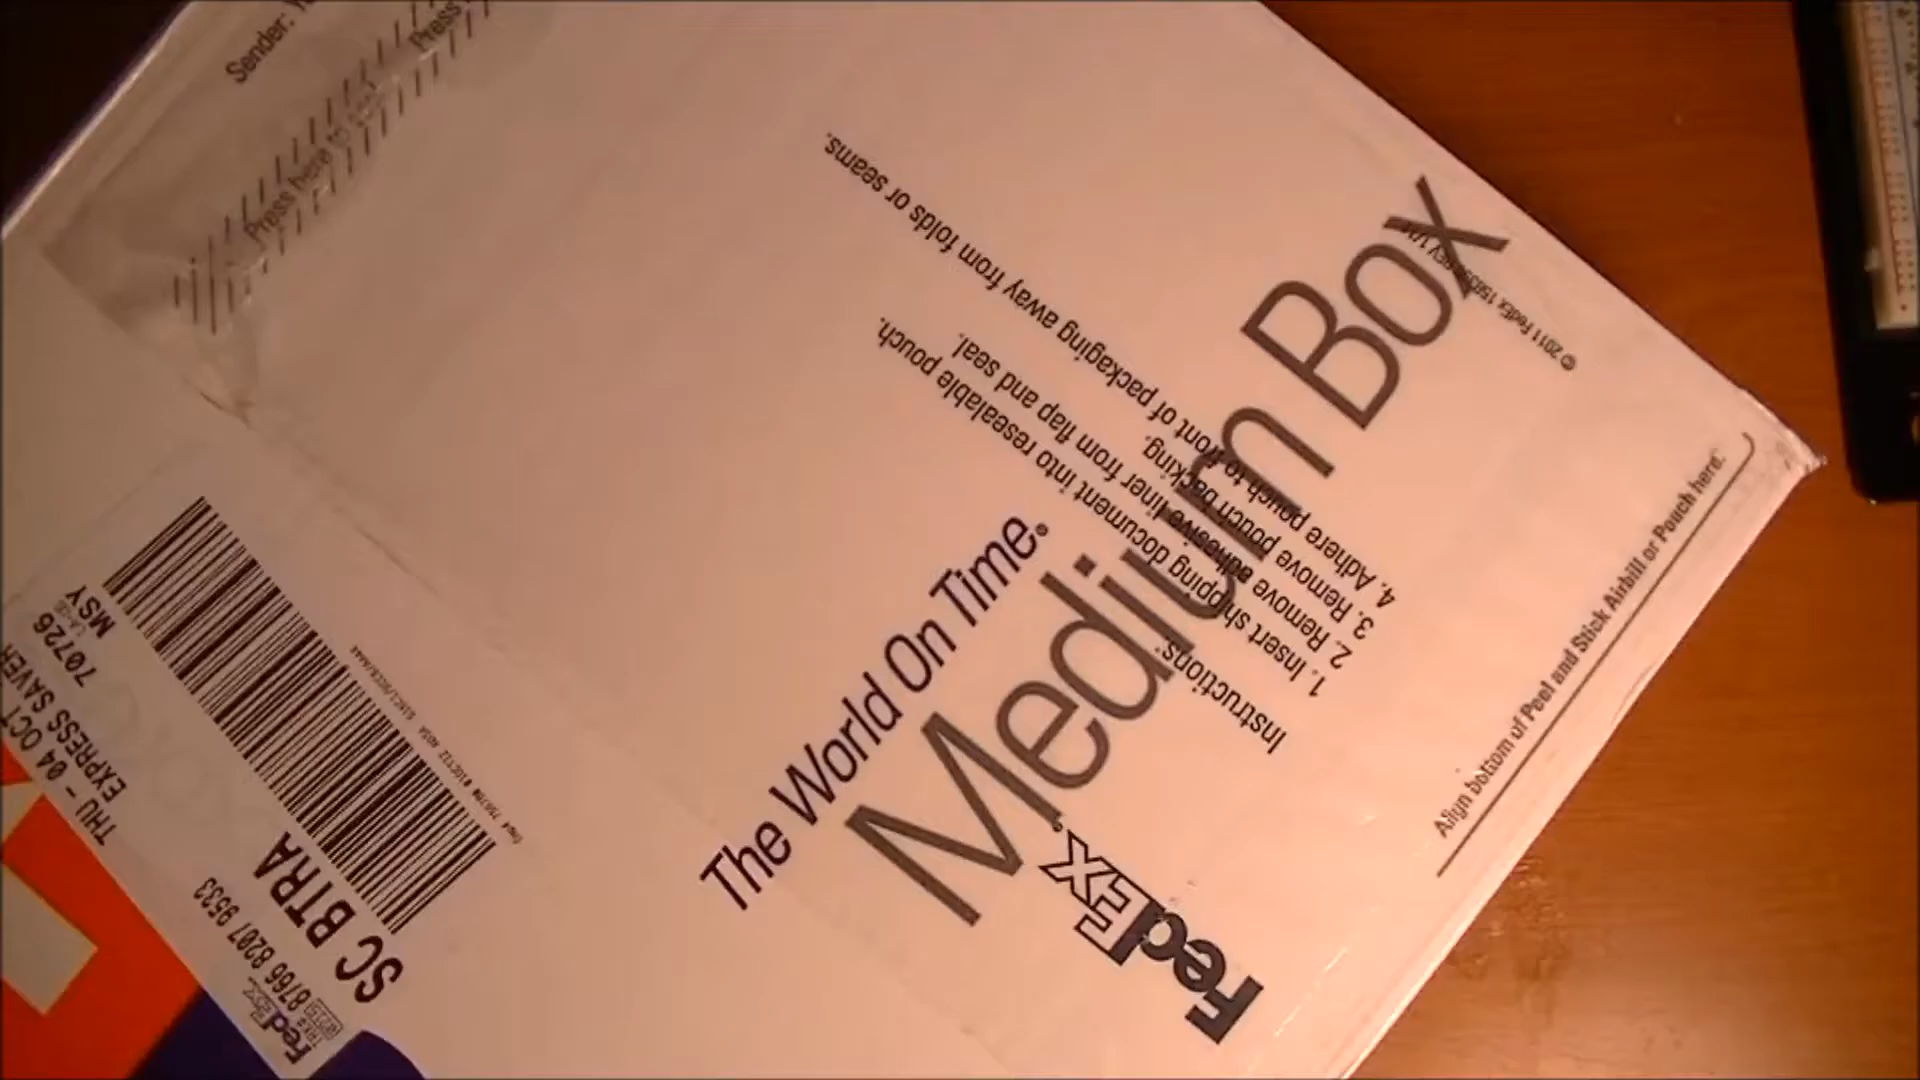 Sender:
Press here to seal
Press
The World On Time.®
Medium Box
FedEx®
Instructions:
1. Insert shipping document into resealable pouch.
2. Remove adhesive liner from flap and seal.
3. Remove pouch backing.
4. Adhere pouch to front of packaging away from folds or seams.
© 2011 FedEx
Align bottom of Peel and Stick Airbill or Pouch here.
FedEx
8766 8207 9533
SC BTRA
THU - 04 OCT
EXPRESS SAVER
70726
MSY